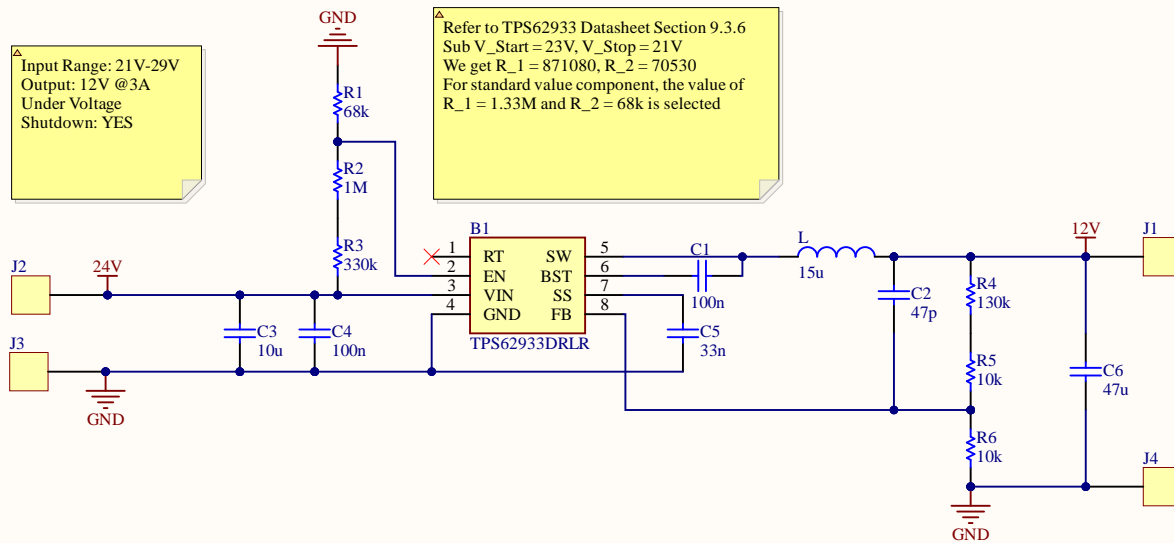 Input Range: 21V-29V
Output: 12V @3A
Under Voltage
Shutdown: YES
Refer to TPS62933 Datasheet Section 9.3.6
Sub V_Start = 23V, V_Stop = 21V
We get R_1 = 871080, R_2 = 70530
For standard value component, the value of
R_1 = 1.33M and R_2 = 68k is selected
GND
R1
68k
R2
1M
R3
330k
J2
24V
J3
GND
C3
10u
C4
100n
B1
1
RT
2
EN
3
VIN
4
GND
SW
5
BST
6
SS
7
FB
8
TPS62933DRLR
C1
100n
C5
33n
L
15u
C2
47p
R4
130k
R5
10k
R6
10k
GND
12V
C6
47u
J1
J4